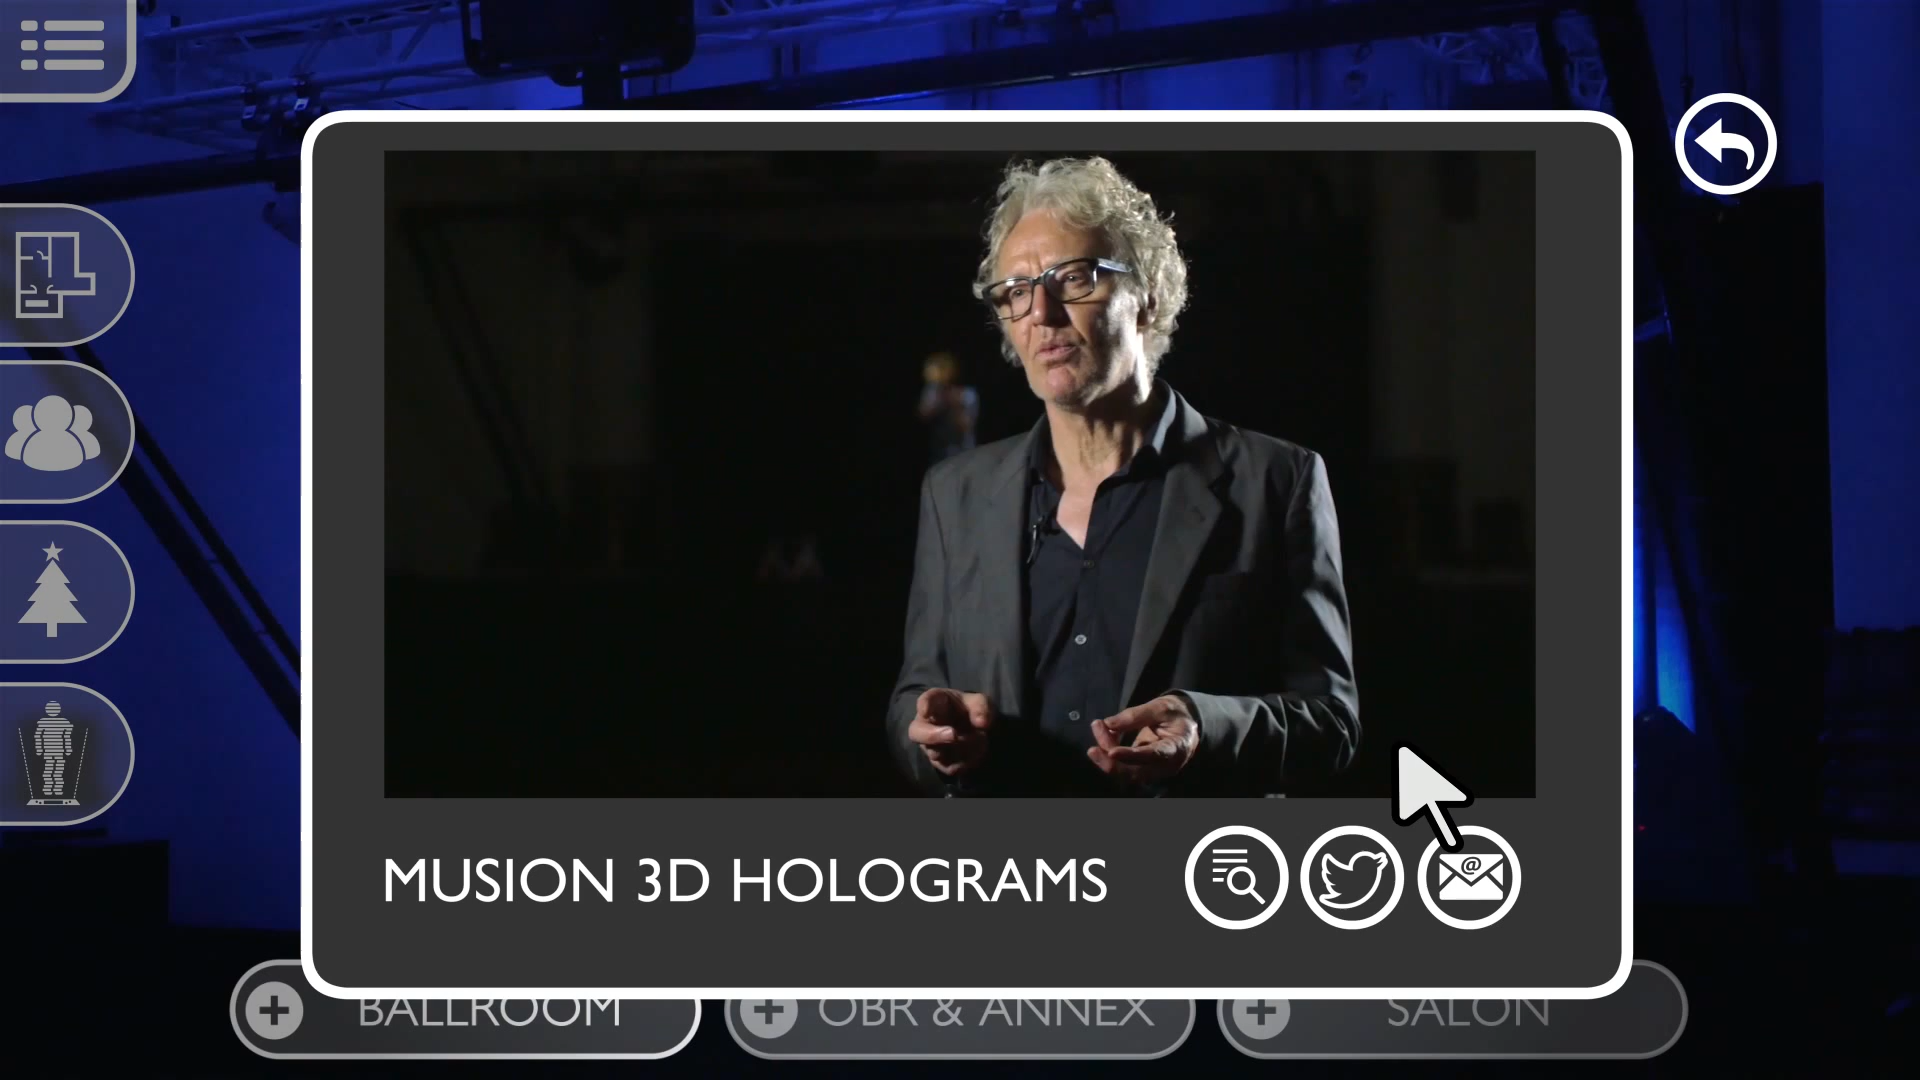 MUSION 3D HOLOGRAMS
@
BALLROOM
OBR & ANNEX
SALON